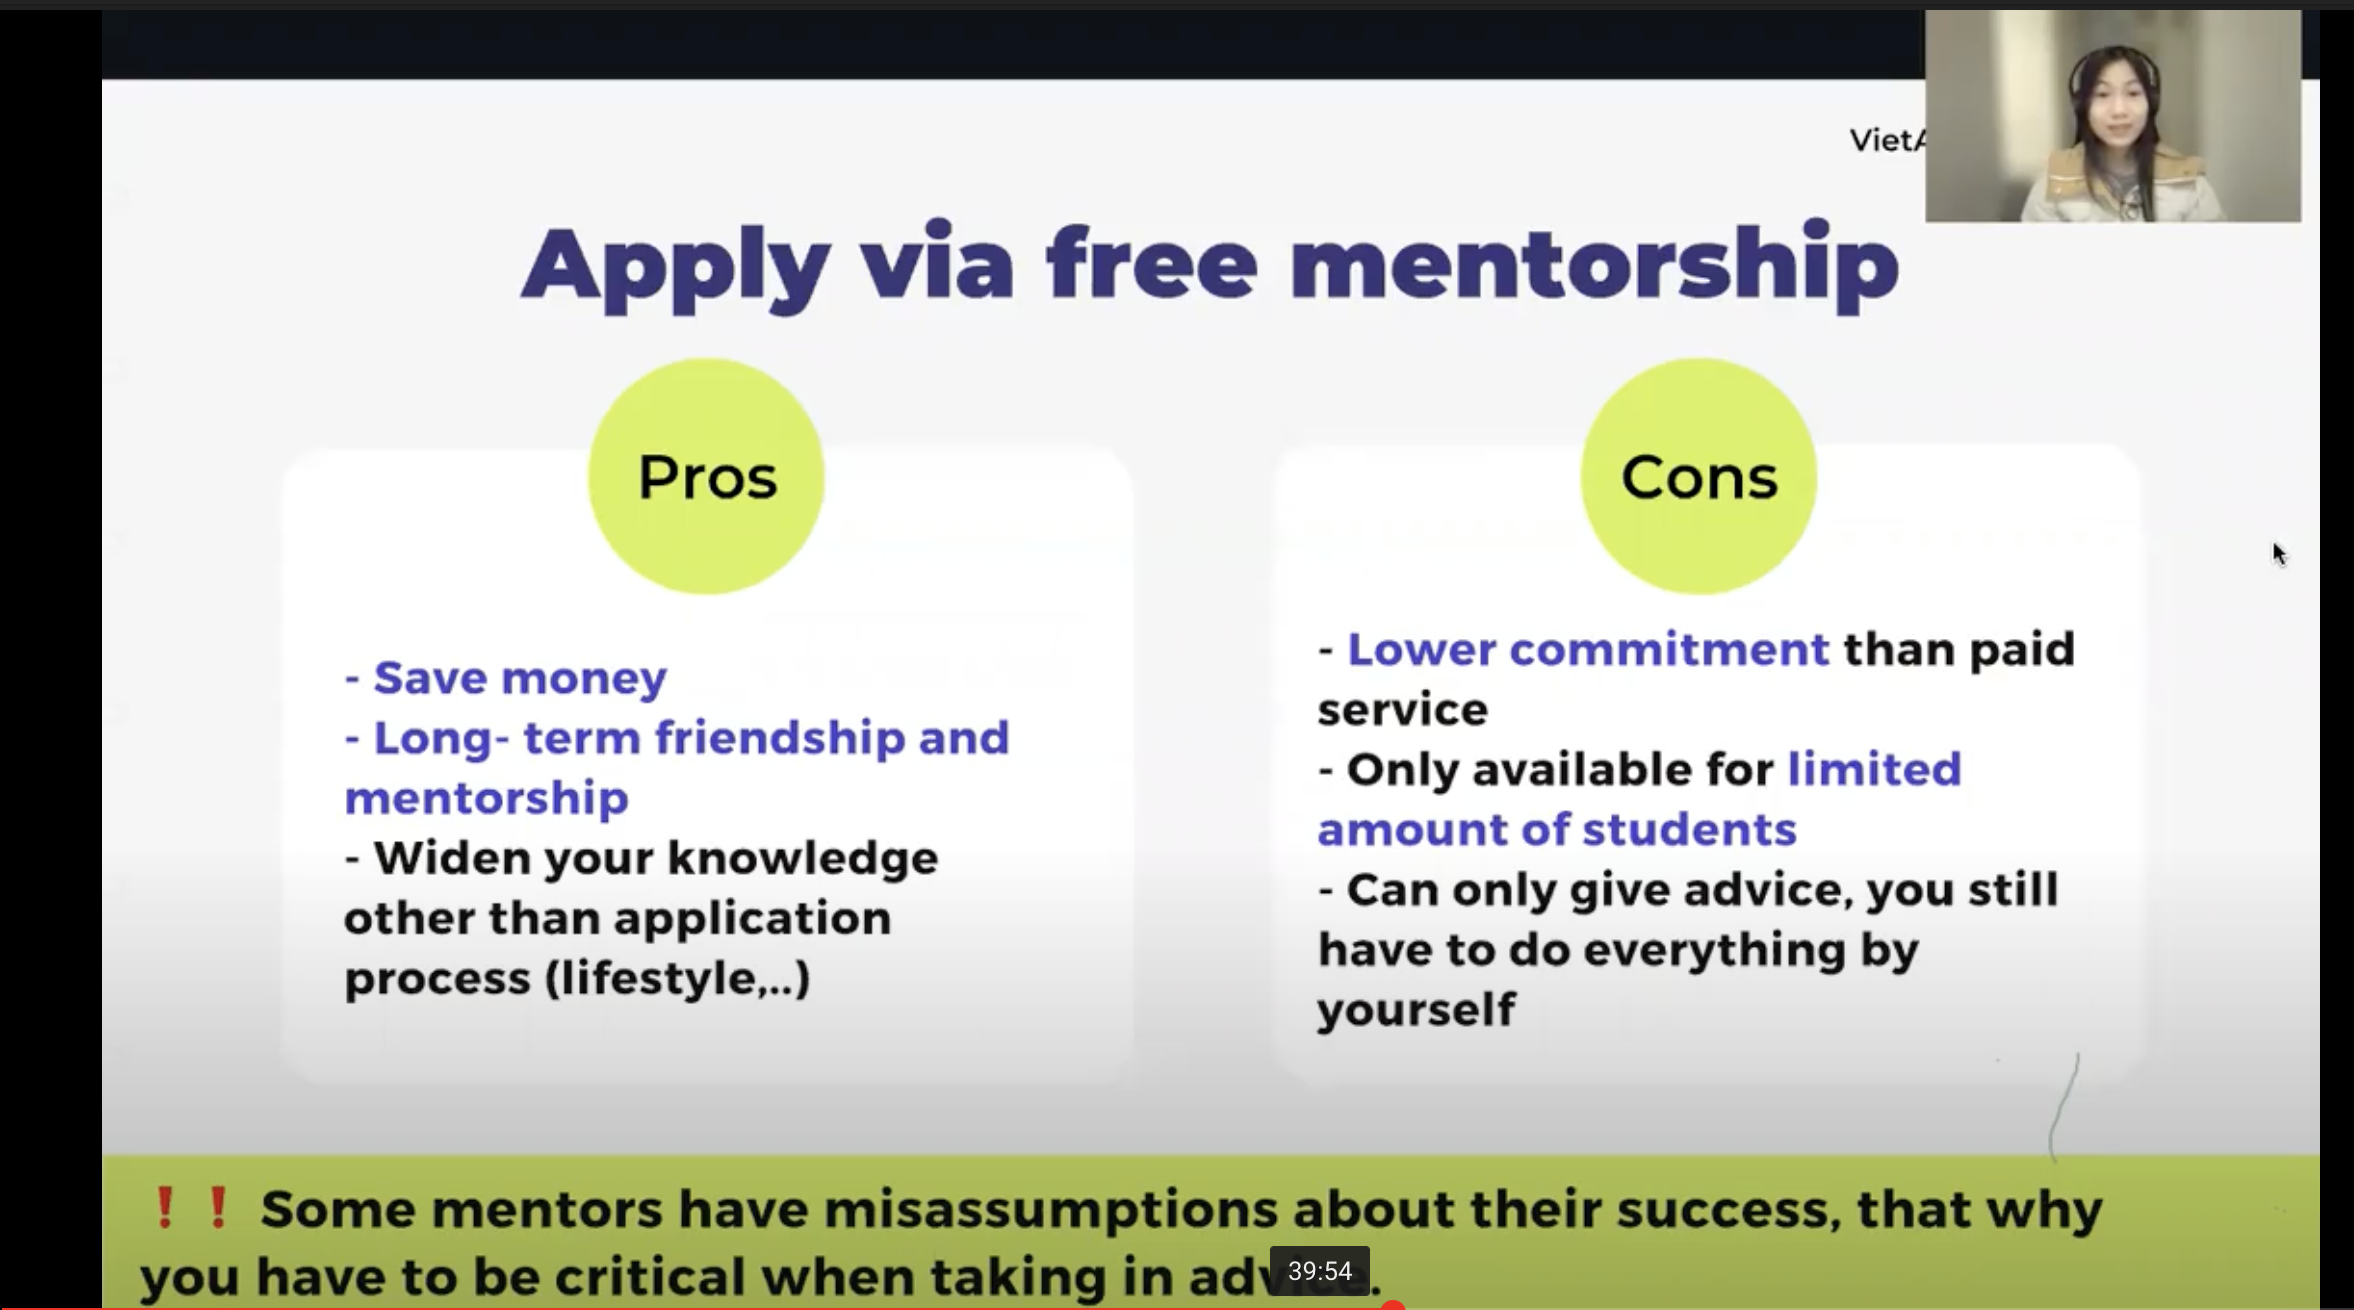 VietA
Apply via free mentorship
Pros
- Save money
- Long- term friendship and
mentorship
- Widen your knowledge
other than application
process (lifestyle,..)
Cons
- Lower commitment than paid
service
- Only available for limited
amount of students
- Can only give advice, you still
have to do everything by
yourself
❗❗ Some mentors have misassumptions about their success, that why
you have to be critical when taking in advice.
39:54